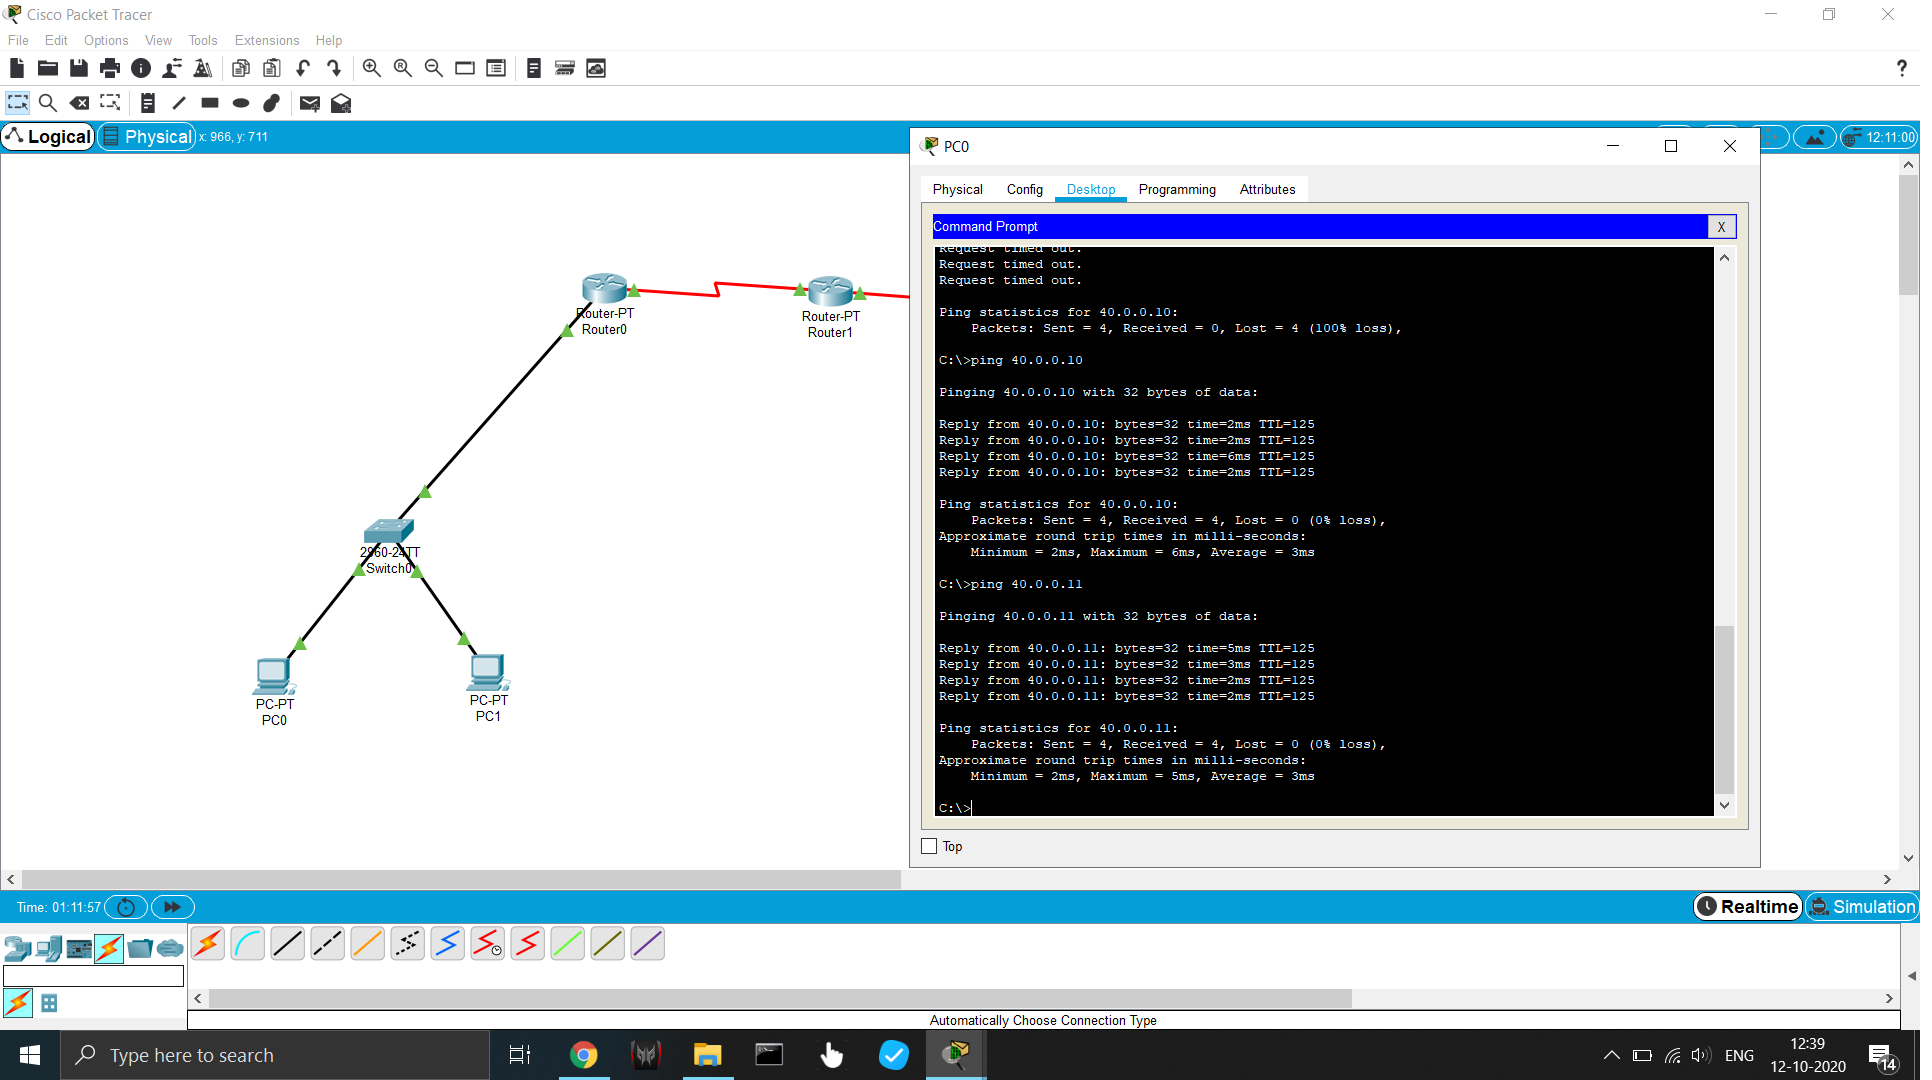 Cisco Packet Tracer
File Edit Options View Tools Extensions Help
?
Logical Physical x: 966, y: 711
12:11:00
Router-PT
Router0
Router-PT
Router1
2960-24TT
Switch0
PC-PT
PC0
PC-PT
PC1
PC0
Physical Config Desktop Programming Attributes
Command Prompt
X
Request timed out.
Request timed out.
Request timed out.
Ping statistics for 40.0.0.10:
Packets: Sent = 4, Received = 0, Lost = 4 (100% loss),
C:\>ping 40.0.0.10
Pinging 40.0.0.10 with 32 bytes of data:
Reply from 40.0.0.10: bytes=32 time=2ms TTL=125
Reply from 40.0.0.10: bytes=32 time=2ms TTL=125
Reply from 40.0.0.10: bytes=32 time=6ms TTL=125
Reply from 40.0.0.10: bytes=32 time=2ms TTL=125
Ping statistics for 40.0.0.10:
Packets: Sent = 4, Received = 4, Lost = 0 (0% loss),
Approximate round trip times in milli-seconds:
Minimum = 2ms, Maximum = 6ms, Average = 3ms
C:\>ping 40.0.0.11
Pinging 40.0.0.11 with 32 bytes of data:
Reply from 40.0.0.11: bytes=32 time=5ms TTL=125
Reply from 40.0.0.11: bytes=32 time=3ms TTL=125
Reply from 40.0.0.11: bytes=32 time=2ms TTL=125
Reply from 40.0.0.11: bytes=32 time=2ms TTL=125
Ping statistics for 40.0.0.11:
Packets: Sent = 4, Received = 4, Lost = 0 (0% loss),
Approximate round trip times in milli-seconds:
Minimum = 2ms, Maximum = 5ms, Average = 3ms
C:\>
Top
Time: 01:11:57
Realtime Simulation
Automatically Choose Connection Type
Type here to search
ENG
12:39
12-10-2020
14